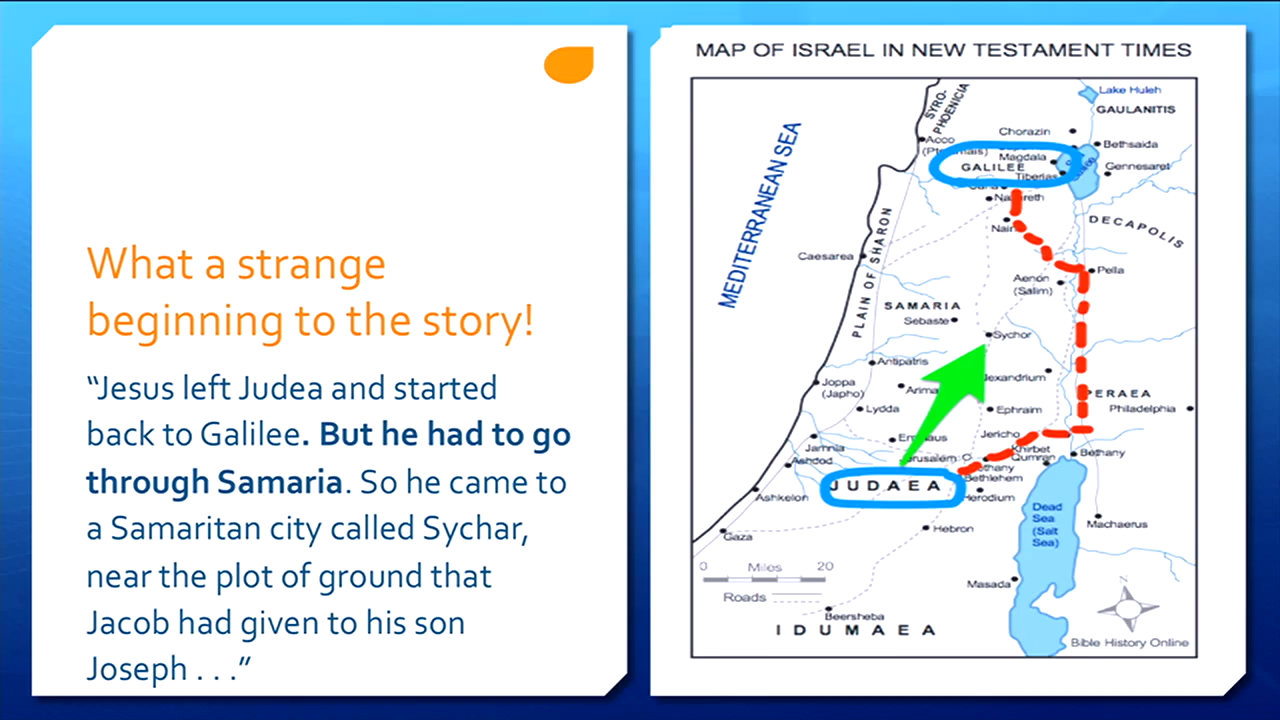 What a strange
beginning to the story!
“Jesus left Judea and started
back to Galilee. But he had to go
through Samaria. So he came to
a Samaritan city called Sychar,
near the plot of ground that
Jacob had given to his son
Joseph . . .”
MAP OF ISRAEL IN NEW TESTAMENT TIMES
Lake Huleh
SYRO-
PHOENICIA
GAULANITIS
MEDITERRANEAN SEA
Chorazin
Acco
Bethsaida
Magdala
GALILEE
Gennesaret
Tiberias
Nain
DECAPOLIS
PLAIN OF SHARON
Caesarea
Pella
Aenon
(Salim)
SAMARIA
Sebaste
Sychor
Antipatris
Joppa
(Japho)
Lydda
PERAEA
Philadelphia
Ephraim
Jericho
Jamnia
Ashdod
Khirbet
Qumran
Bethany
Bethlehem
JUDAEA
Ashkelon
Herodium
Dead
Sea
(Salt
Sea)
Machaerus
Hebron
Gaza
0 Miles 20
Roads
Masada
N
Beersheba
IDUMAEA
Bible History Online